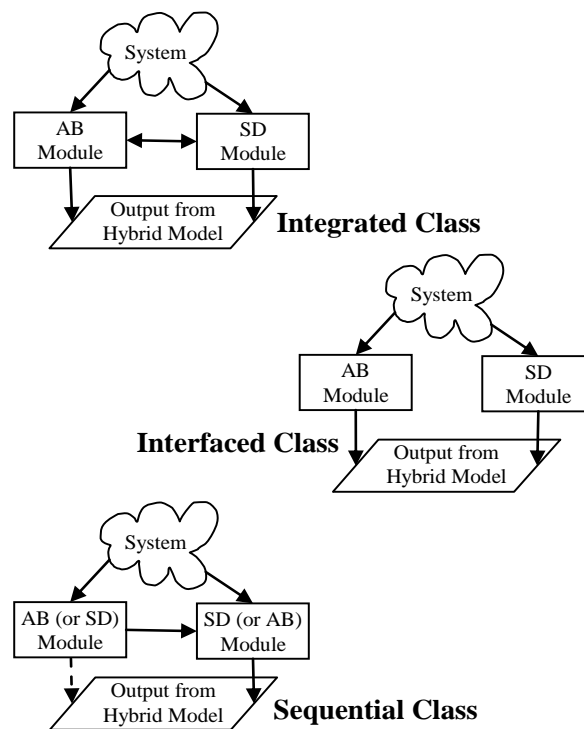 System
AB
Module
SD
Module
Output from
Hybrid Model
Integrated Class
System
AB
Module
SD
Module
Interfaced Class
Output from
Hybrid Model
System
AB (or SD)
Module
SD (or AB)
Module
Output from
Hybrid Model
Sequential Class